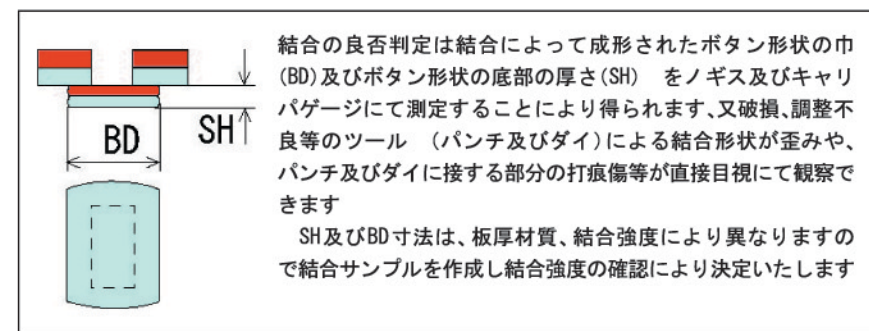 結合の良否判定は結合によって成形されたボタン形状の巾
(BD)及びボタン形状の底部の厚さ(SH) をノギス及びキャリ
パゲージにて測定することにより得られます、又破損、調整不
良等のツール (パンチ及びダイ)による結合形状が歪みや、
パンチ及びダイに接する部分の打痕傷等が直接目視にて観察で
きます
SH及びBD寸法は、板厚材質、結合強度により異なりますの
で結合サンプルを作成し結合強度の確認により決定いたします
BD
SH